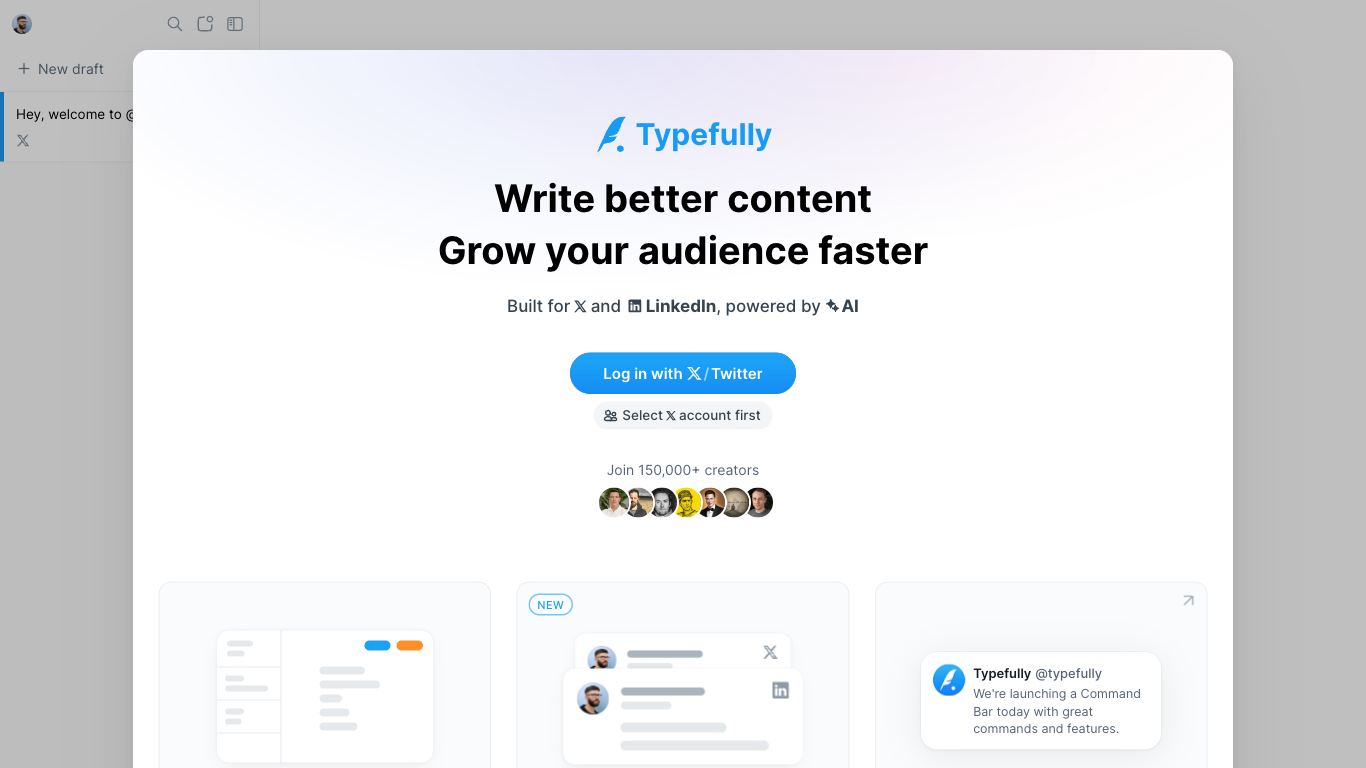 New draft
Hey, welcome to @
Typefully
Write better content
Grow your audience faster
Built for 𝕏 and LinkedIn, powered by AI
Log in with 𝕏/Twitter
Select 𝕏 account first
Join 150,000+ creators
NEW
Typefully @typefully
We're launching a Command
Bar today with great
commands and features.